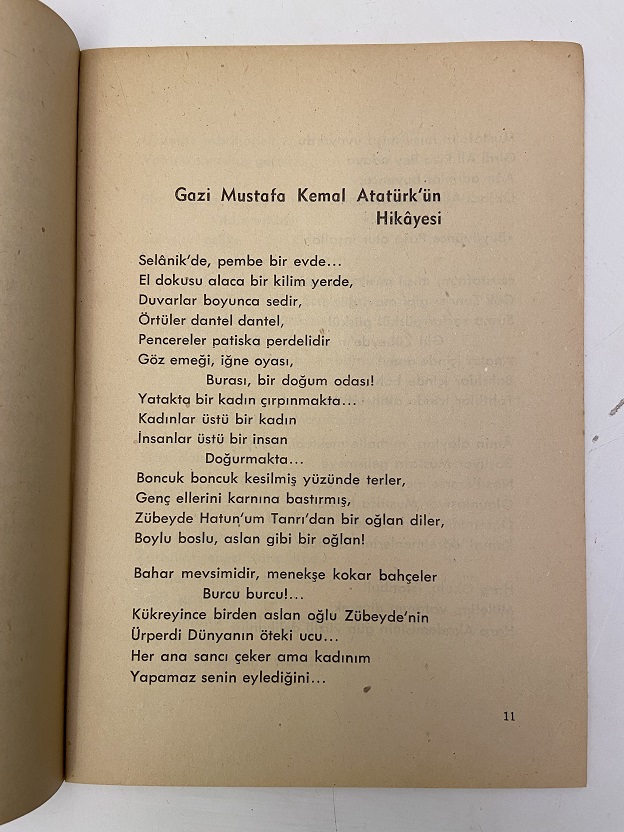 Gazi Mustafa Kemal Atatürk'ün
Hikâyesi
Selânik'de, pembe bir evde...
El dokusu alaca bir kilim yerde,
Duvarlar boyunca sedir,
Örtüler dantel dantel,
Pencereler patiska perdelidir
Göz emeği, iğne oyası,
Burası, bir doğum odası!
Yatakta bir kadın çırpınmakta...
Kadınlar üstü bir kadın
İnsanlar üstü bir insan
Doğurmakta...
Boncuk boncuk kesilmiş yüzünde terler,
Genç ellerini karnına bastırmış,
Zübeyde Hatun'um Tanrı'dan bir oğlan diler,
Boylu boslu, aslan gibi bir oğlan!
Bahar mevsimidir, menekşe kokar bahçeler
Burcu burcu!...
Kükreyince birden aslan oğlu Zübeyde'nin
Ürperdi Dünyanın öteki ucu...
Her ana sancı çeker ama kadınım
Yapamaz senin eylediğini...
11